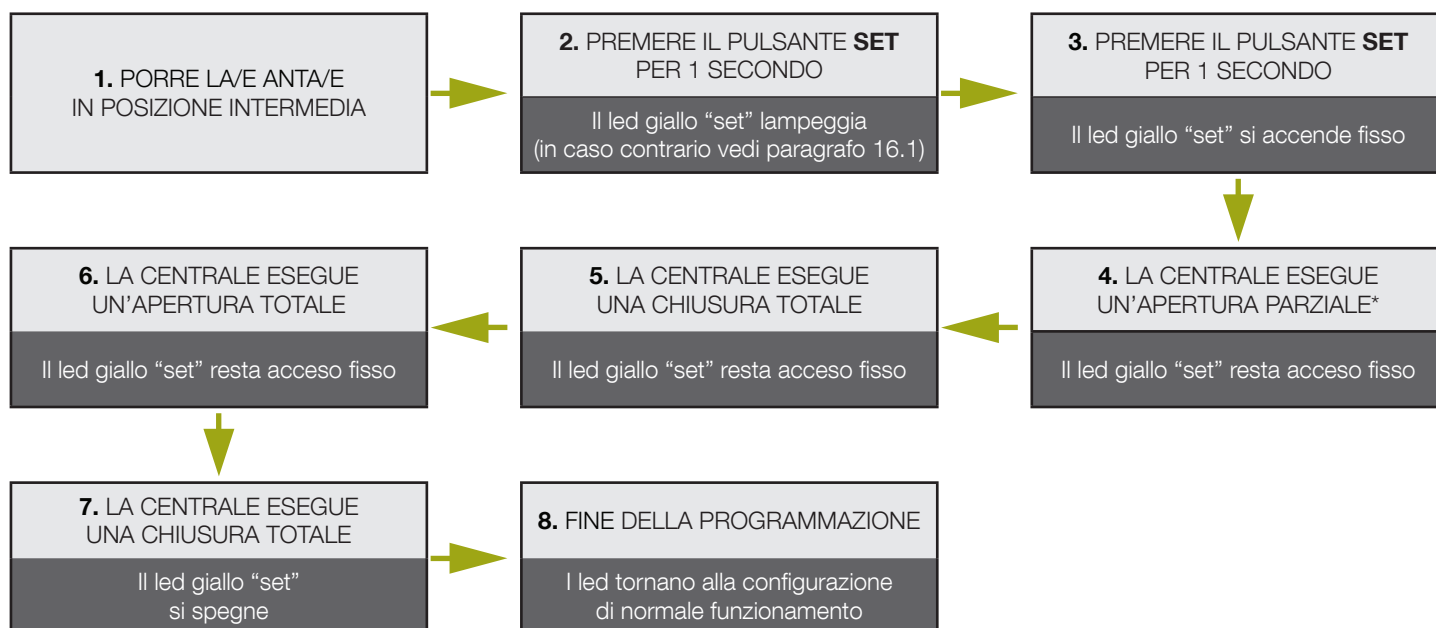 1. PORRE LA/E ANTA/E
IN POSIZIONE INTERMEDIA
2. PREMERE IL PULSANTE SET
PER 1 SECONDO
Il led giallo “set” lampeggia
(in caso contrario vedi paragrafo 16.1)
3. PREMERE IL PULSANTE SET
PER 1 SECONDO
Il led giallo “set” si accende fisso
4. LA CENTRALE ESEGUE
UN’APERTURA PARZIALE*
Il led giallo “set” resta acceso fisso
5. LA CENTRALE ESEGUE
UNA CHIUSURA TOTALE
Il led giallo “set” resta acceso fisso
6. LA CENTRALE ESEGUE
UN’APERTURA TOTALE
Il led giallo “set” resta acceso fisso
7. LA CENTRALE ESEGUE
UNA CHIUSURA TOTALE
Il led giallo “set”
si spegne
8. FINE DELLA PROGRAMMAZIONE
I led tornano alla configurazione
di normale funzionamento